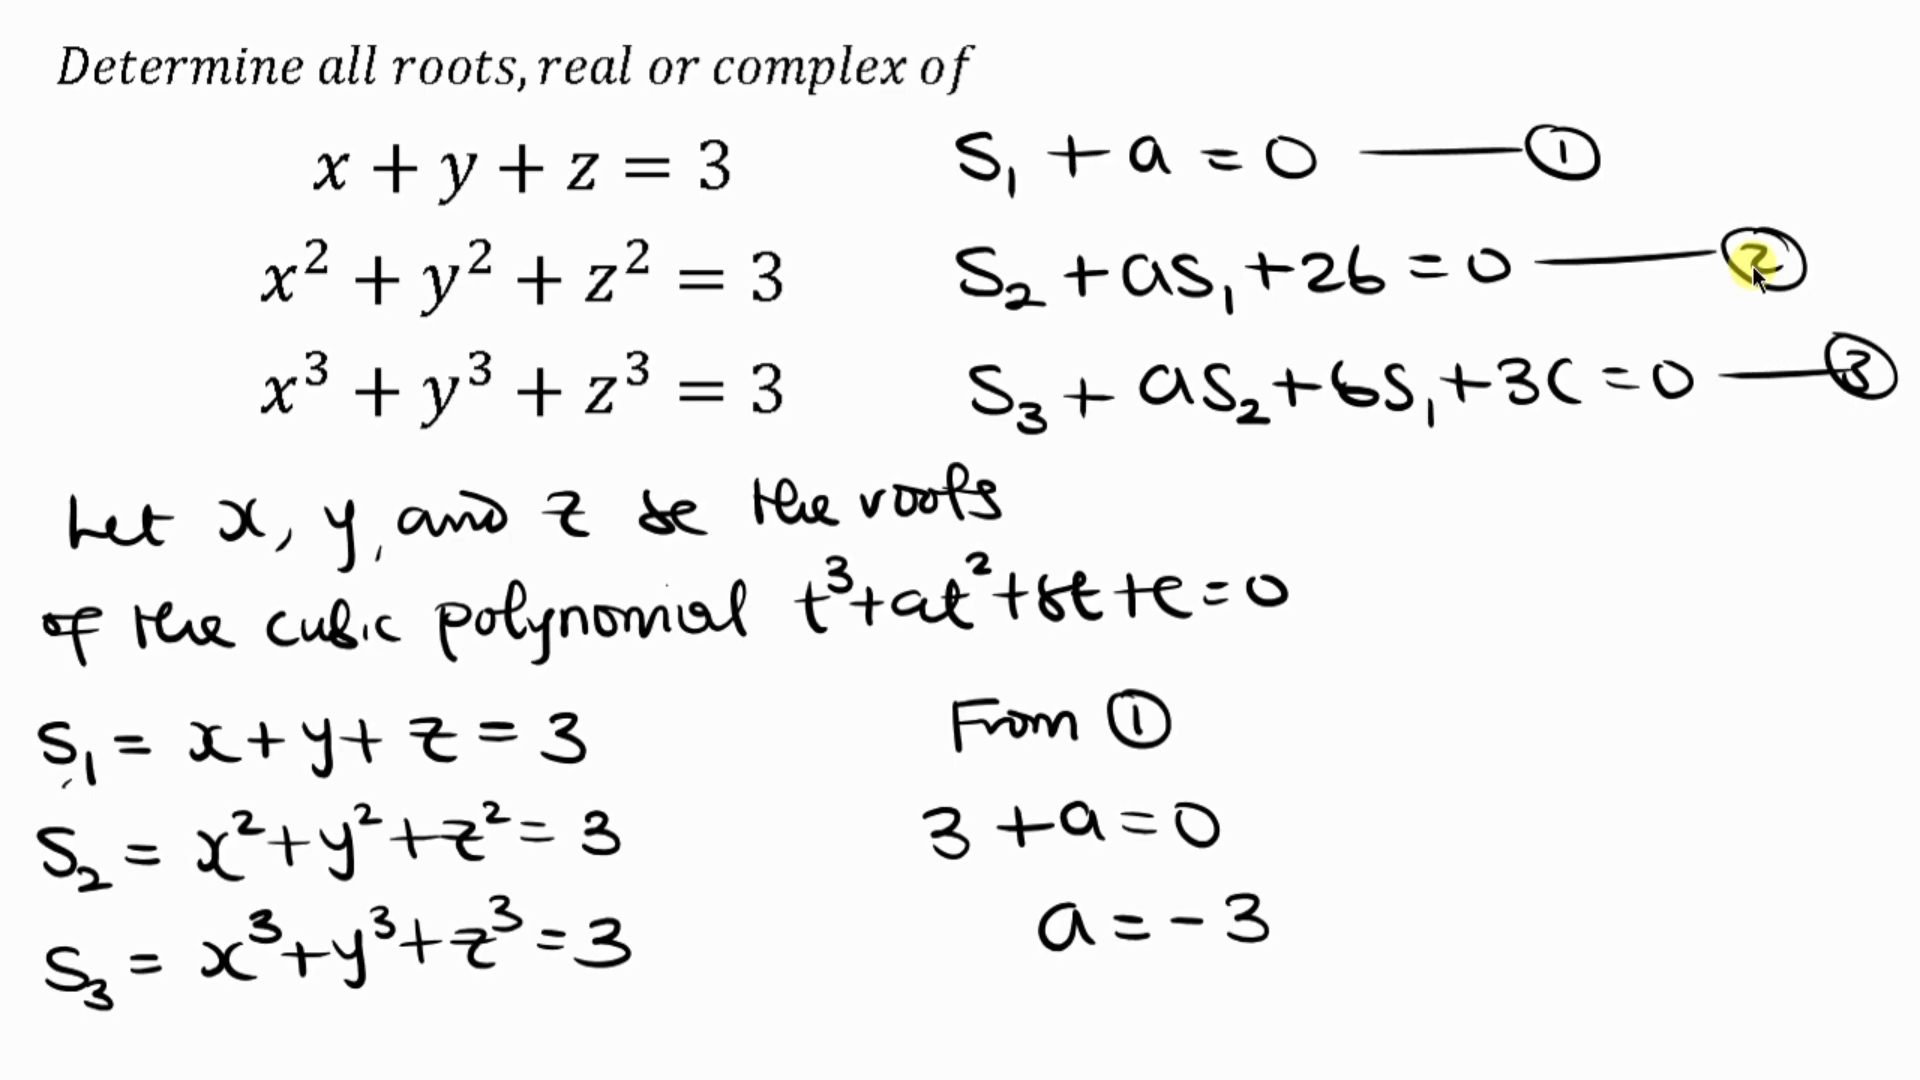 Determine all roots, real or complex of
x + y + z = 3
x² + y² + z² = 3
x³ + y³ + z³ = 3
S₁ + a = 0 —— ①
S₂ + aS₁ + 2b = 0 —— ②
S₃ + aS₂ + bS₁ + 3c = 0 —— ③
Let x, y, and z be the roots
of the cubic polynomial t³+at²+bt+c=0
S₁ = x+y+z = 3
S₂ = x²+y²+z² = 3
S₃ = x³+y³+z³ = 3
From ①
3 + a = 0
a = -3